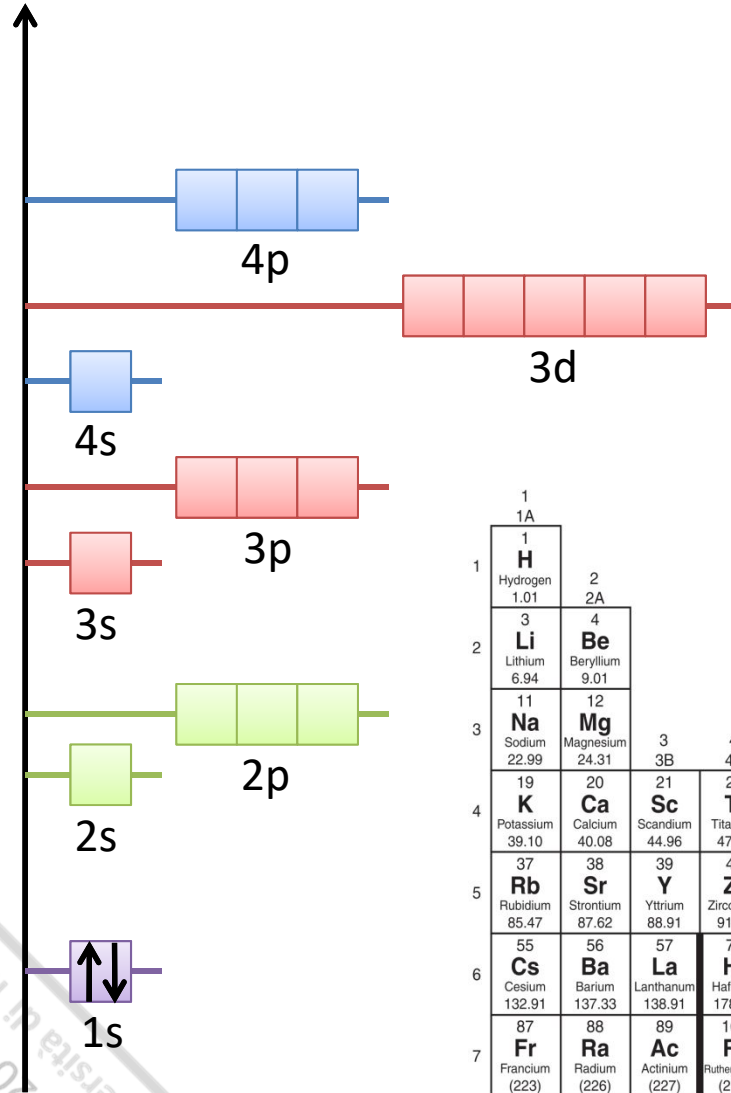 4p
3d
4s
3p
3s
2p
2s
1s
1
1A
2
2A
3
3B
1
1
H
Hydrogen
1.01
2
3
Li
Lithium
6.94
4
Be
Beryllium
9.01
3
11
Na
Sodium
22.99
12
Mg
Magnesium
24.31
4
19
K
Potassium
39.10
20
Ca
Calcium
40.08
21
Sc
Scandium
44.96
5
37
Rb
Rubidium
85.47
38
Sr
Strontium
87.62
39
Y
Yttrium
88.91
6
55
Cs
Cesium
132.91
56
Ba
Barium
137.33
57
La
Lanthanum
138.91
7
87
Fr
Francium
(223)
88
Ra
Radium
(226)
89
Ac
Actinium
(227)